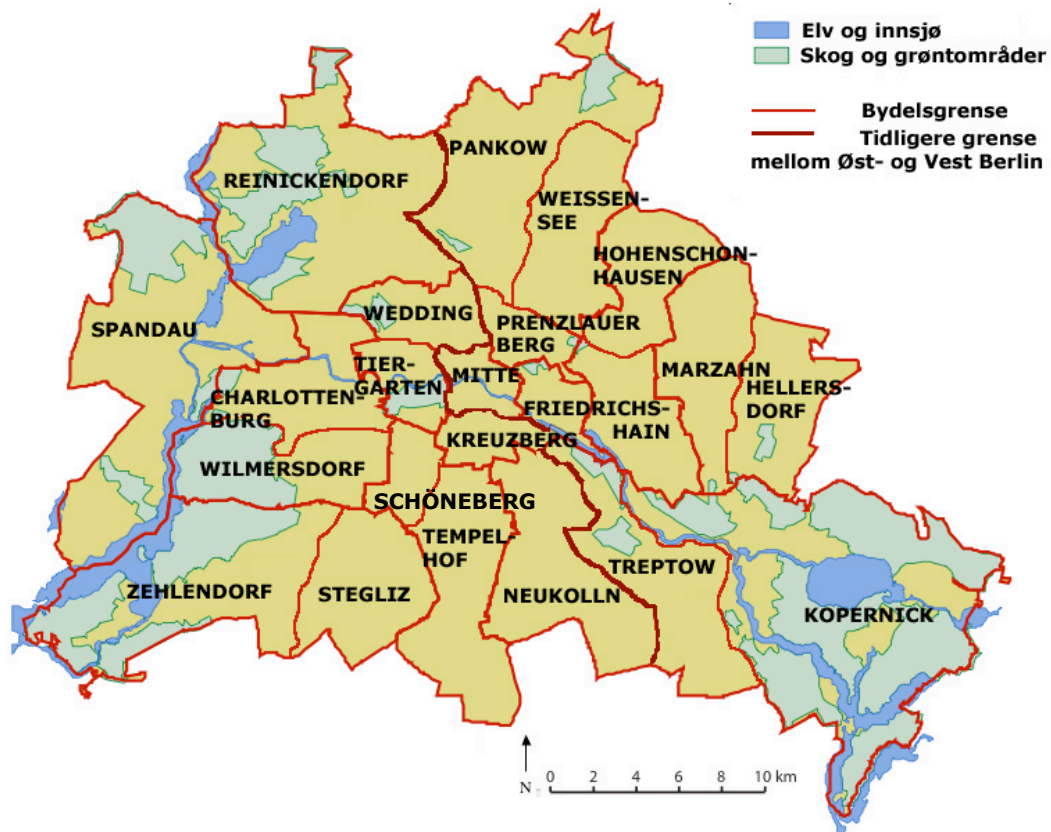 Elv og innsjø
Skog og grøntområder
Bydelsgrense
Tidligere grense
mellom Øst- og Vest Berlin
PANKOW
REINICKENDORF
WEISSEN-
SEE
HOHENSCHON-
HAUSEN
WEDDING
PRENZLAUER
BERG
SPANDAU
TIER-
GARTEN
MITTE
MARZAHN
HELLERS-
DORF
CHARLOTTEN-
BURG
FRIEDRICHS-
HAIN
KREUZBERG
WILMERSDORF
SCHÖNEBERG
TEMPEL-
HOF
TREPTOW
ZEHLENDORF
STEGLIZ
NEUKOLLN
KOPERNICK
N
0 2 4 6 8 10 km